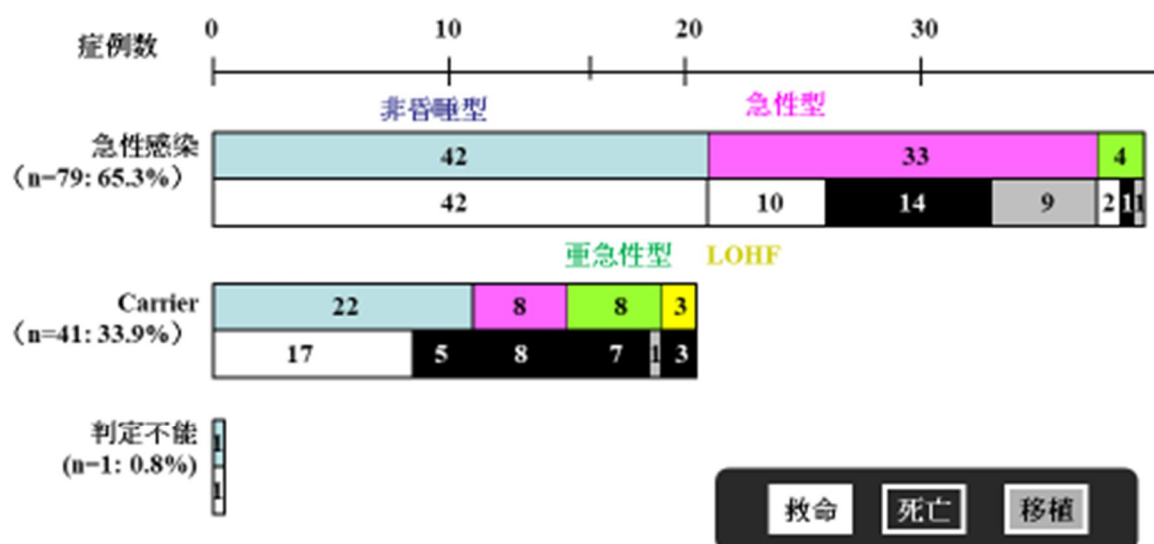 0 10 20 30
症例数
非昏睡型 急性型
急性感染
(n=79: 65.3%)
42 33 4
42 10 14 9 2 1 1
亜急性型 LOHF
Carrier
(n=41: 33.9%)
22 8 8 3
17 5 8 7 1 3
判定不能
(n=1: 0.8%)
1
1
救命 死亡 移植